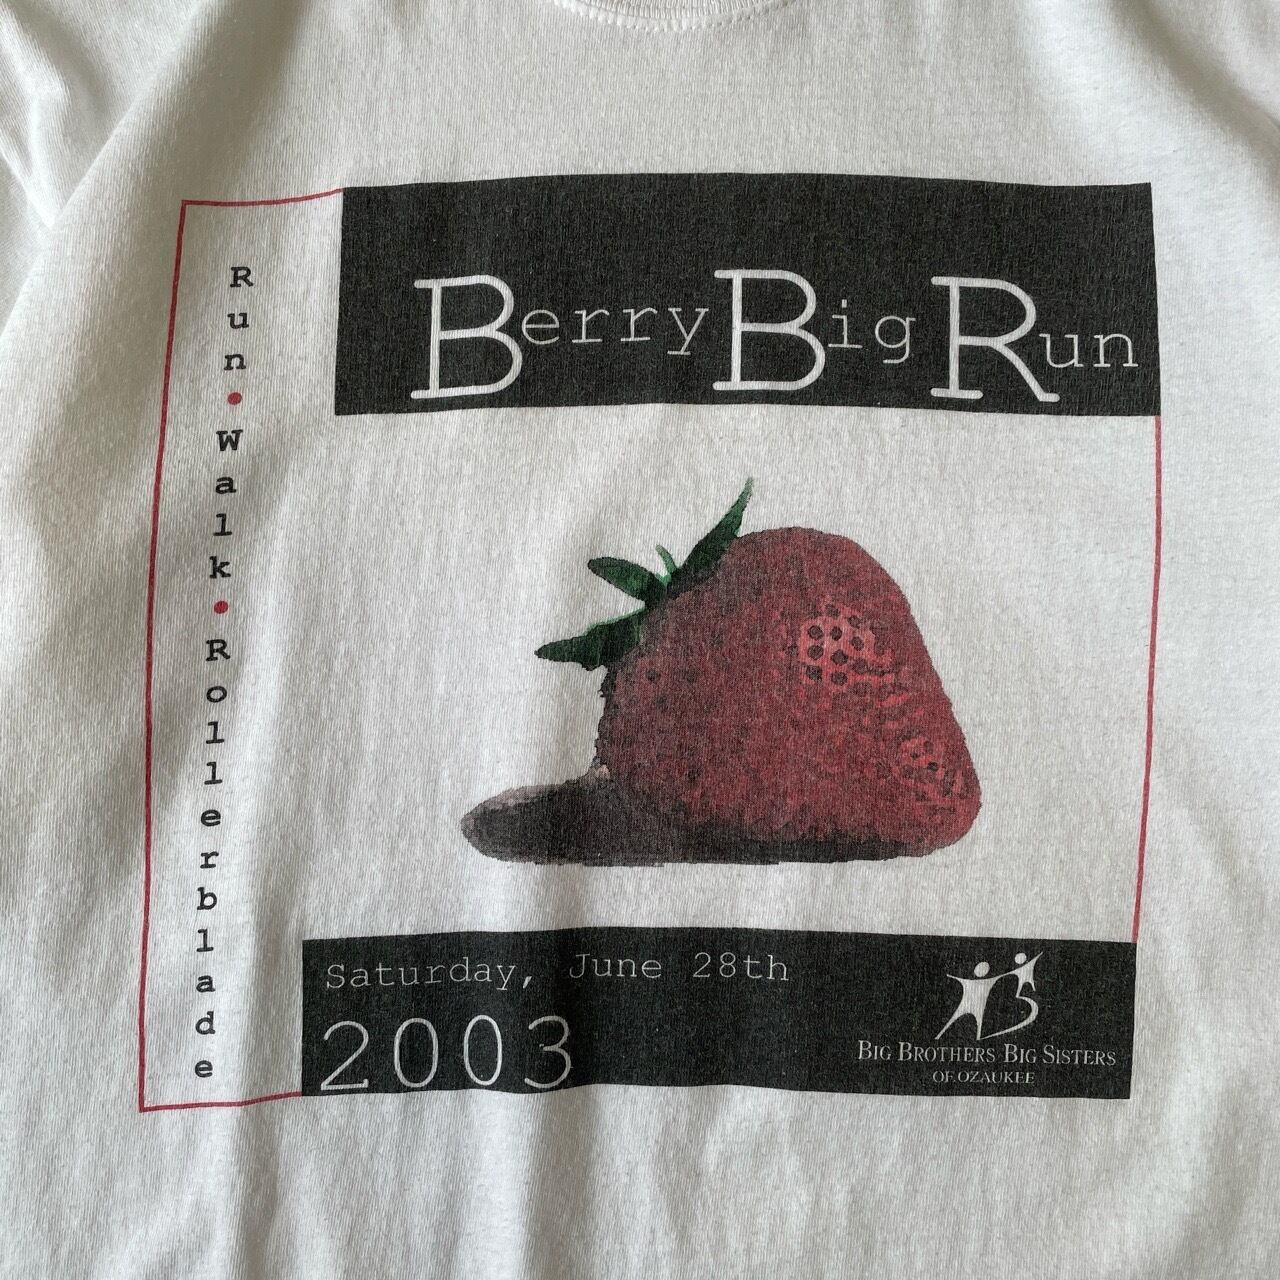 Berry Big Run
Run • Walk • Rollerblade
Saturday, June 28th
2003
BIG BROTHERS BIG SISTERS
OF OZAUKEE